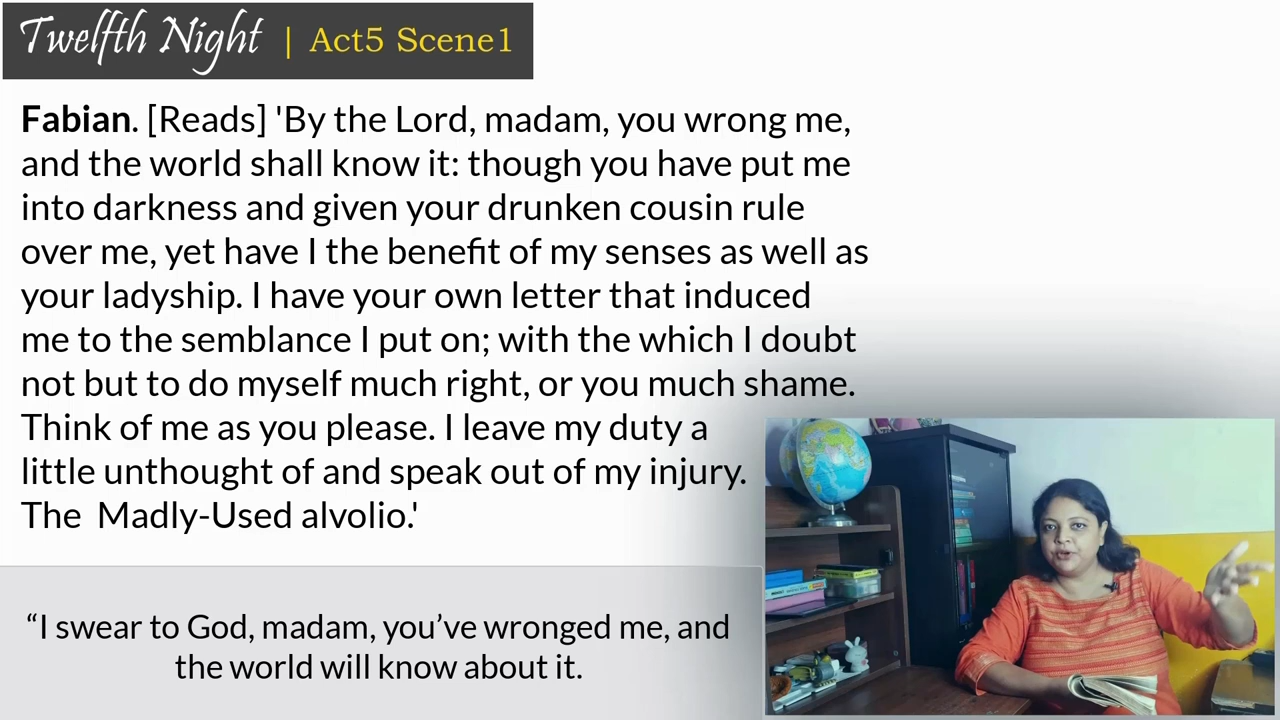 Twelfth Night | Act5 Scene1
Fabian. [Reads] 'By the Lord, madam, you wrong me,
and the world shall know it: though you have put me
into darkness and given your drunken cousin rule
over me, yet have I the benefit of my senses as well as
your ladyship. I have your own letter that induced
me to the semblance I put on; with the which I doubt
not but to do myself much right, or you much shame.
Think of me as you please. I leave my duty a
little unthought of and speak out of my injury.
The  Madly-Used alvolio.'
“I swear to God, madam, you’ve wronged me, and
the world will know about it.